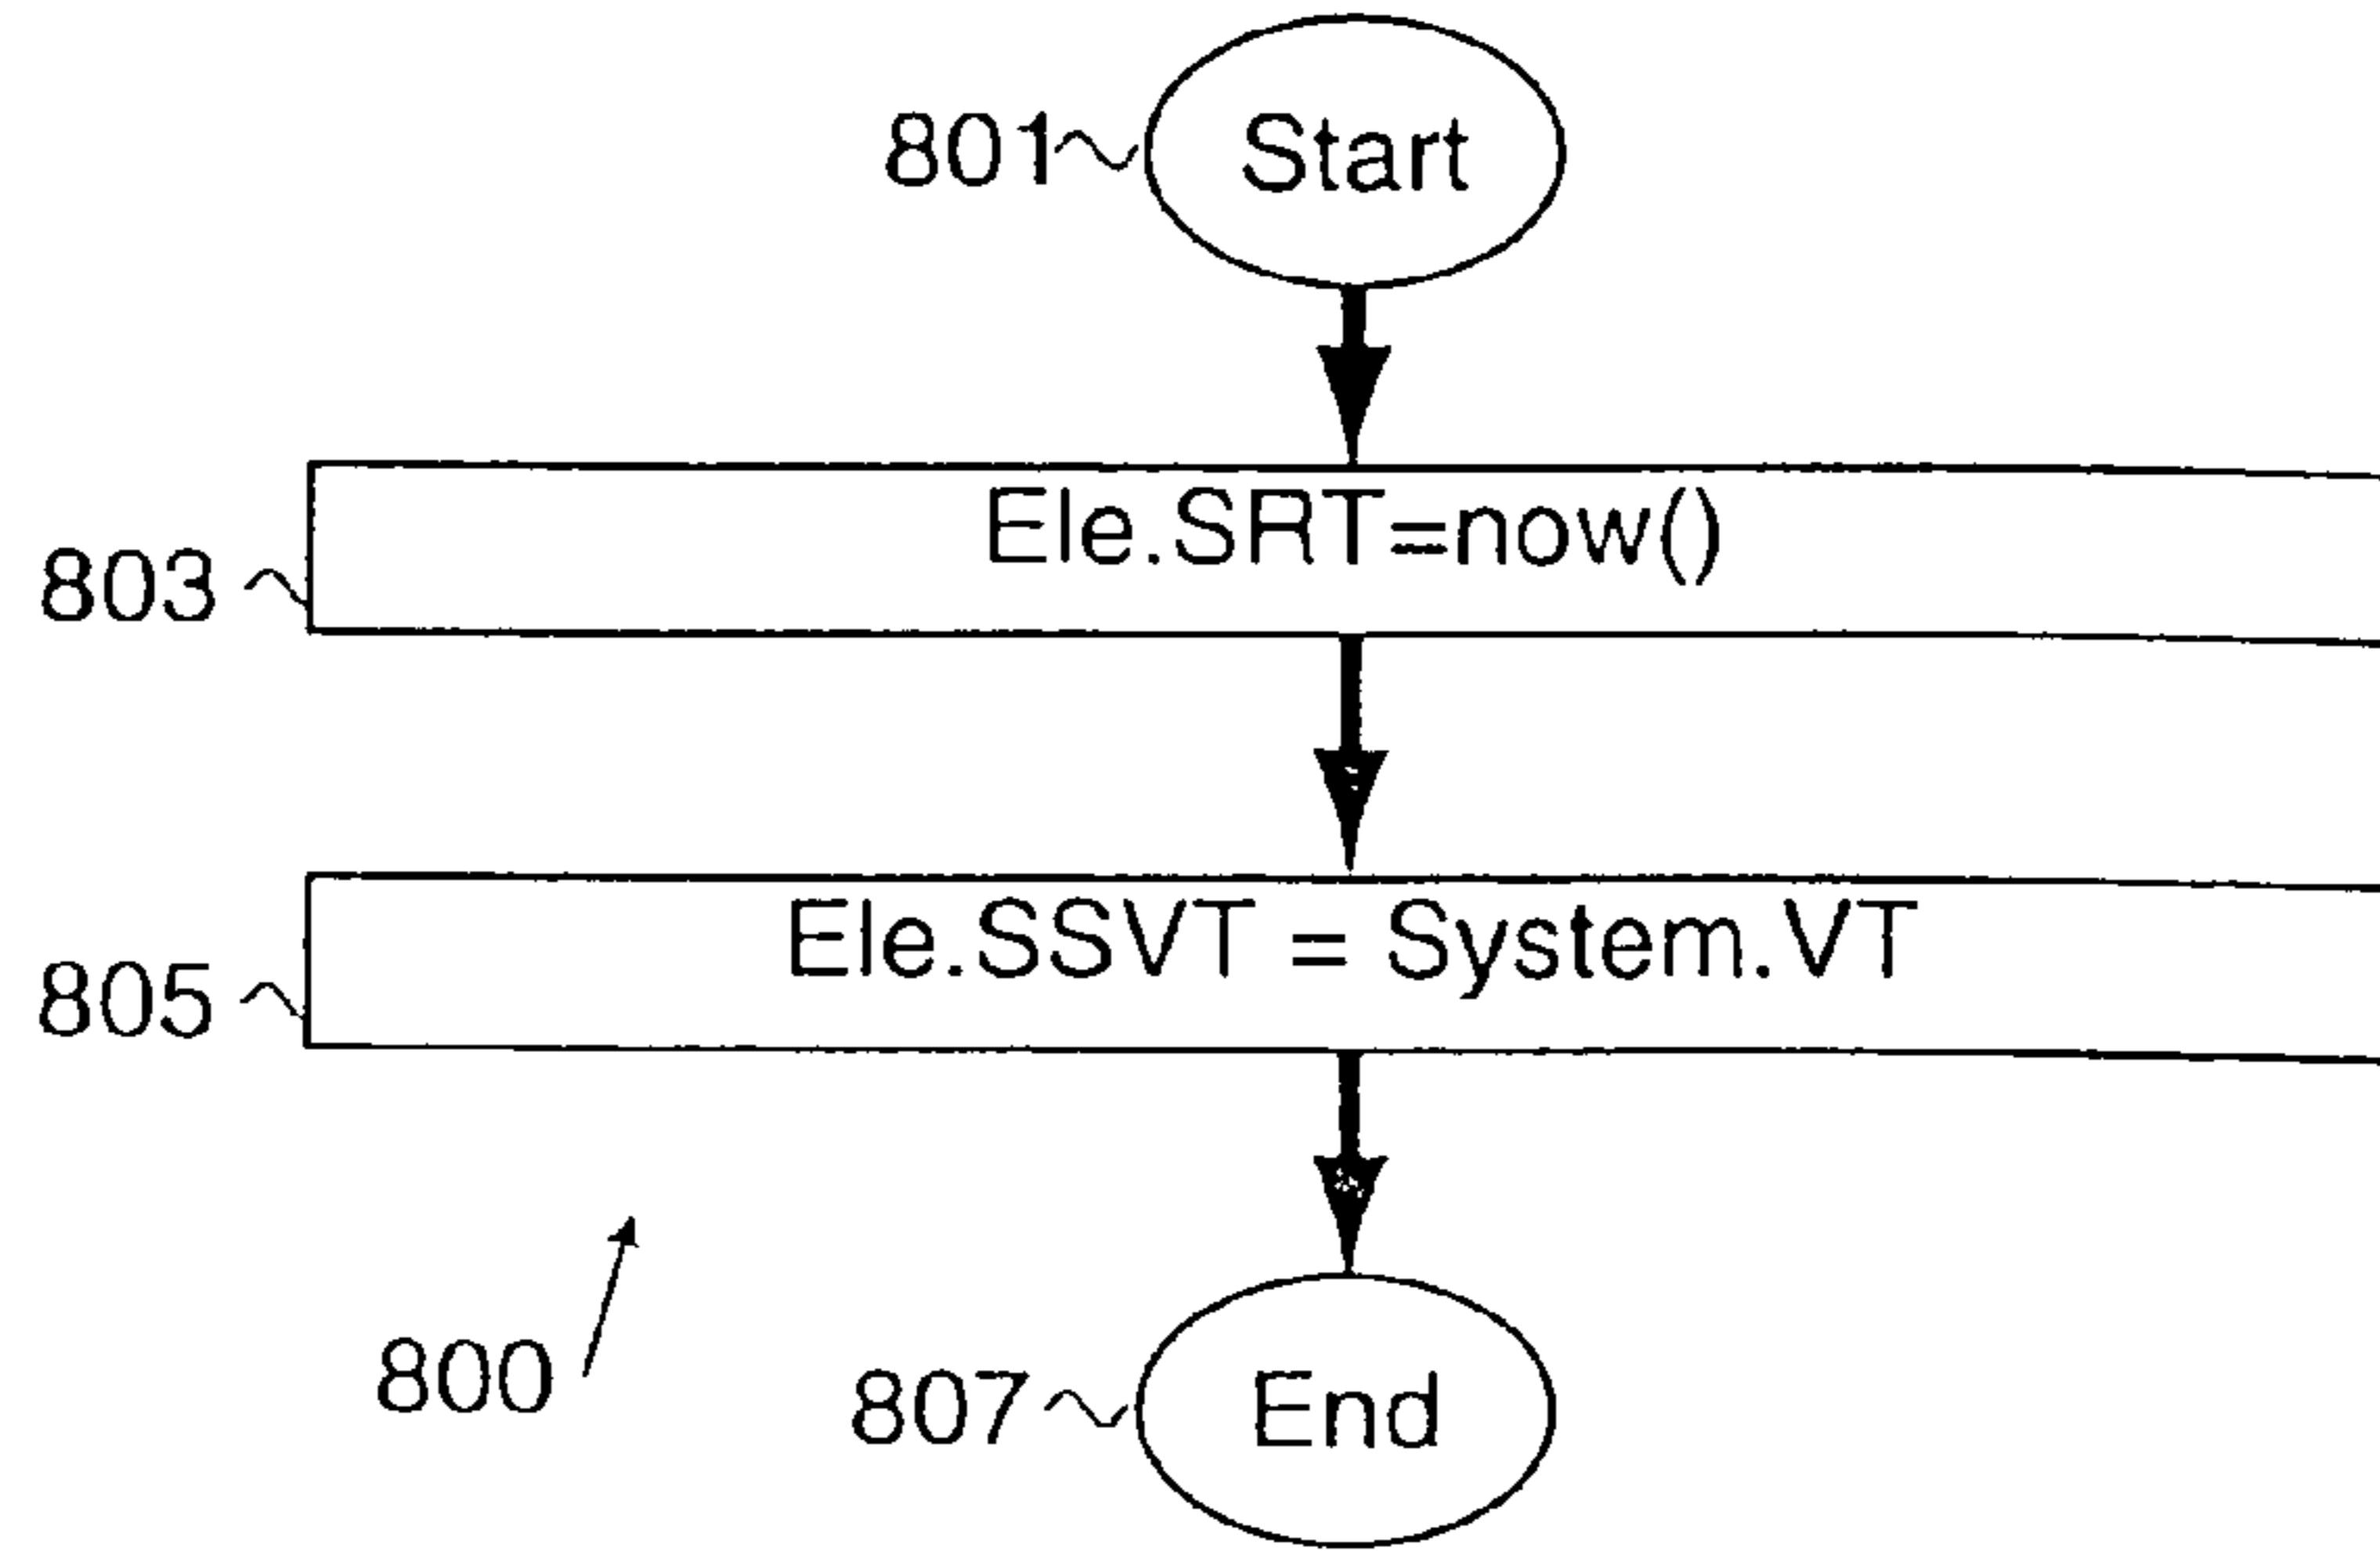 801 Start
Ele.SRT=now()
803
Ele.SSVT = System.VT
805
800
807 End